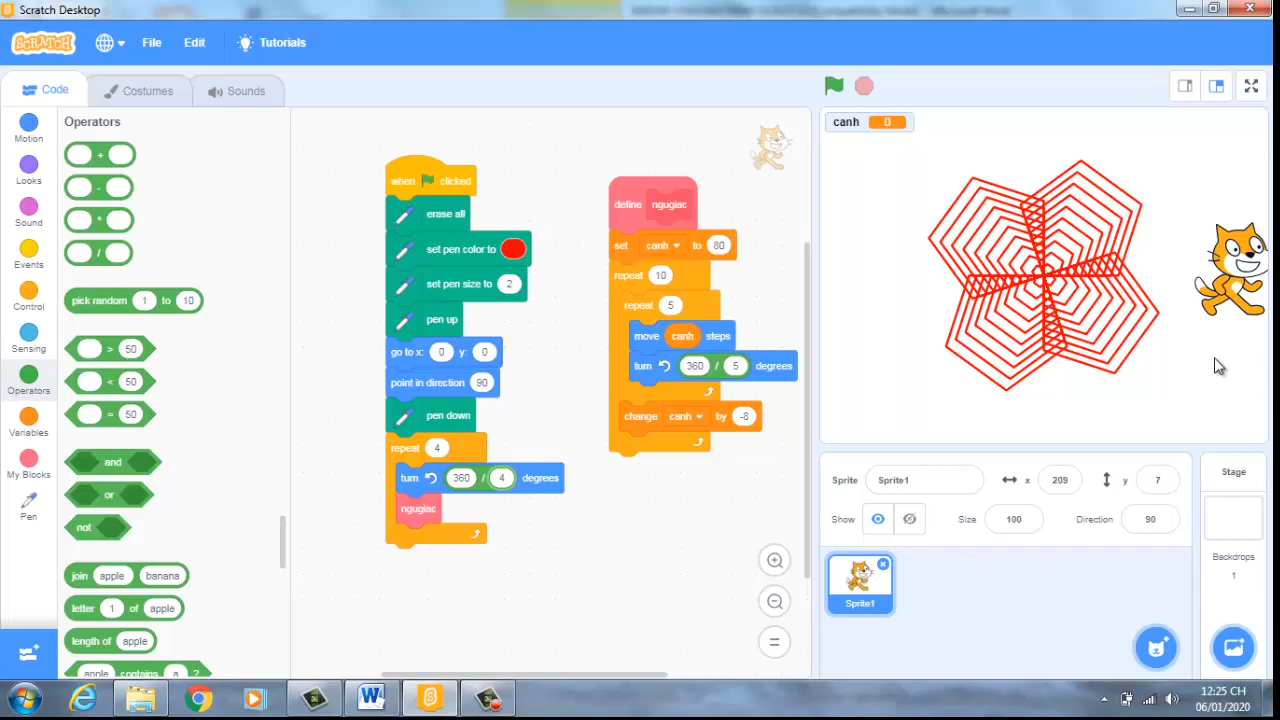 Scratch Desktop
SCRATCH
File
Edit
Tutorials
Code
Costumes
Sounds
Motion
Looks
Sound
Events
Control
Sensing
Operators
Variables
My Blocks
Pen
Operators
+
-
*
/
pick random 1 to 10
> 50
< 50
= 50
and
or
not
join apple banana
letter 1 of apple
length of apple
apple contains a ?
when clicked
erase all
set pen color to
set pen size to 2
pen up
go to x: 0 y: 0
point in direction 90
pen down
repeat 4
turn 360 / 4 degrees
ngugiac
define ngugiac
set canh to 80
repeat 10
repeat 5
move canh steps
turn 360 / 5 degrees
change canh by -8
canh 0
Sprite Sprite1 x 209 y 7
Show Size 100 Direction 90
Sprite1
Stage
Backdrops
1
12:25 CH
06/01/2020